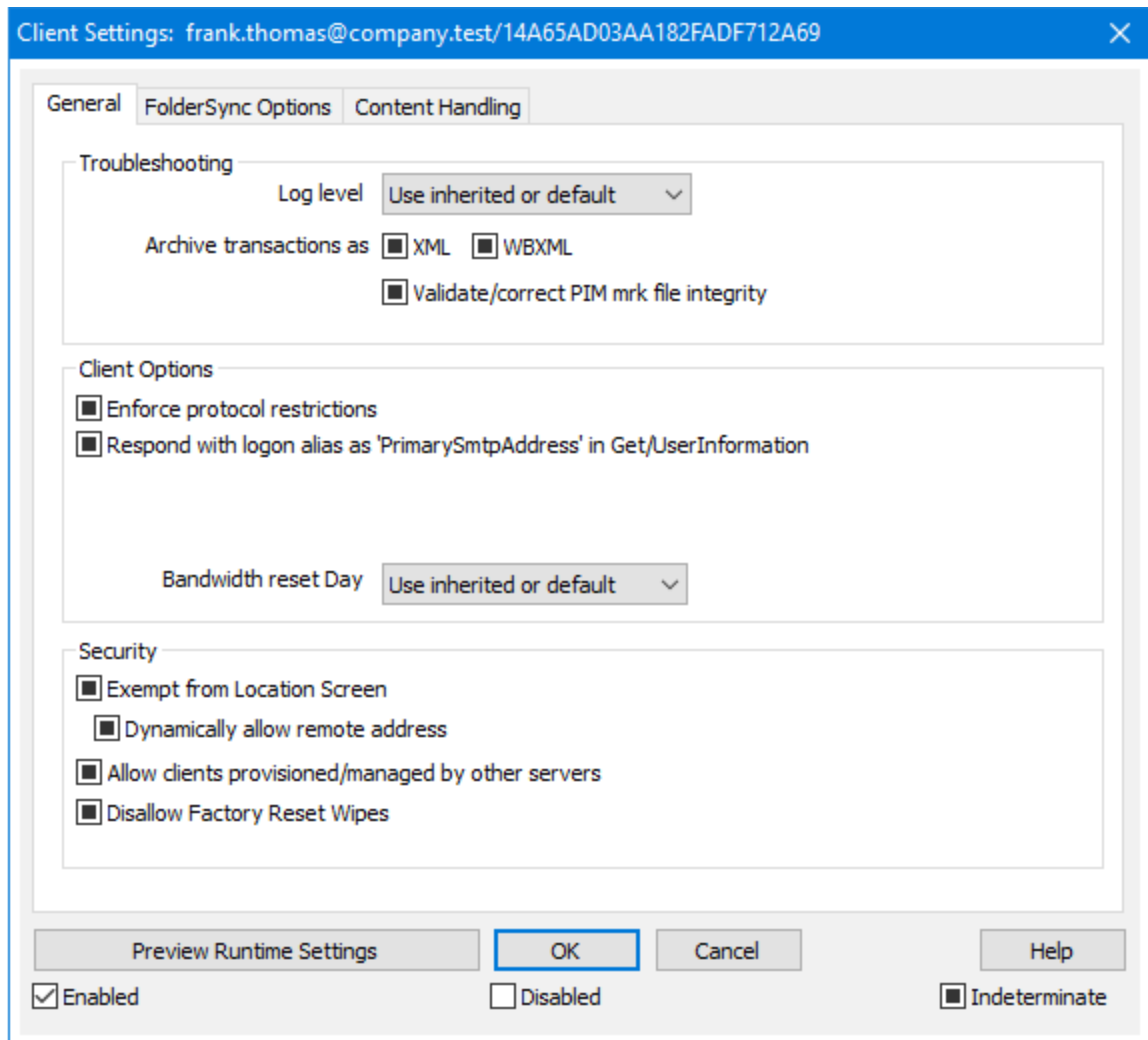 Client Settings: frank.thomas@company.test/14A65AD03AA182FADF712A69
General FolderSync Options Content Handling
Troubleshooting
Log level Use inherited or default
Archive transactions as XML WBXML
Validate/correct PIM mrk file integrity
Client Options
Enforce protocol restrictions
Respond with logon alias as 'PrimarySmtpAddress' in Get/UserInformation
Bandwidth reset Day Use inherited or default
Security
Exempt from Location Screen
Dynamically allow remote address
Allow clients provisioned/managed by other servers
Disallow Factory Reset Wipes
Preview Runtime Settings OK Cancel Help
Enabled Disabled Indeterminate